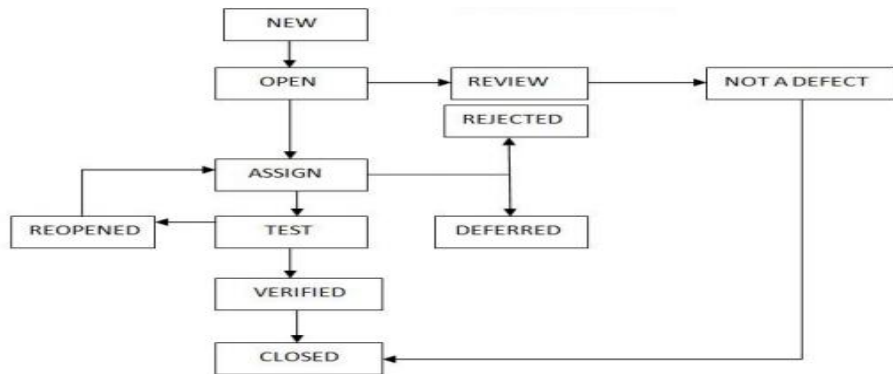 NEW
OPEN
REVIEW
NOT A DEFECT
REJECTED
ASSIGN
REOPENED
TEST
DEFERRED
VERIFIED
CLOSED